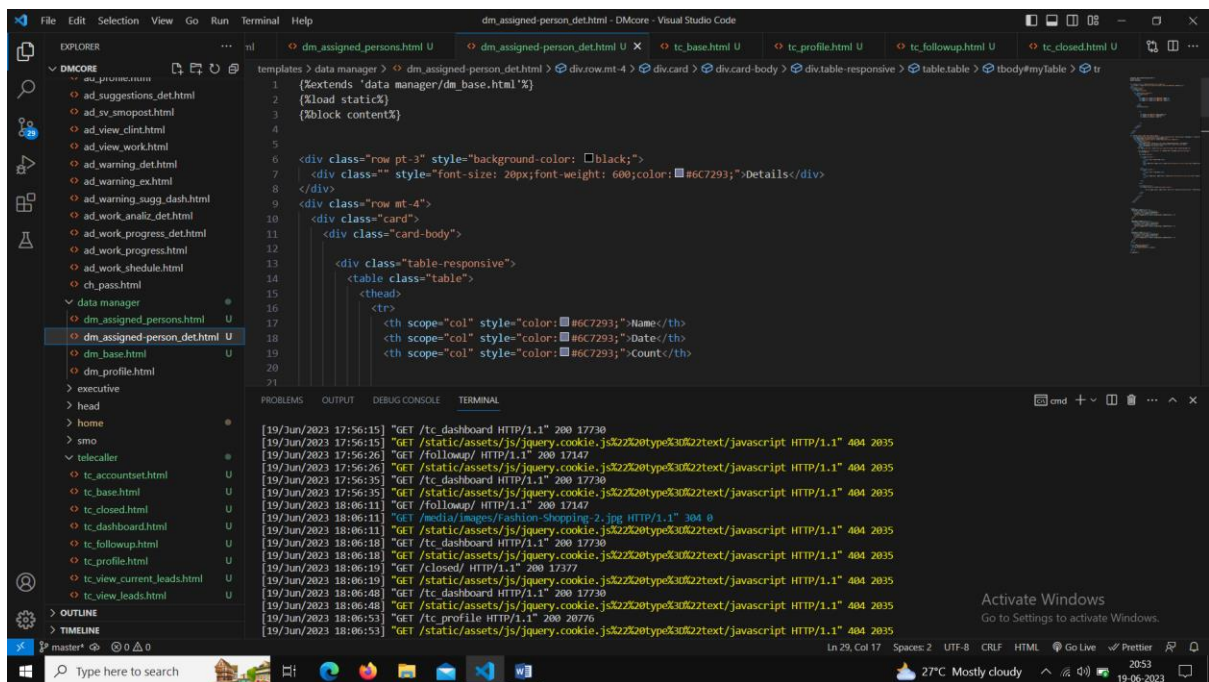 File Edit Selection View Go Run Terminal Help
dm_assigned-person_det.html - DMcore - Visual Studio Code
EXPLORER
dm_assigned_persons.html U
dm_assigned-person_det.html U
tc_base.html U
tc_profile.html U
tc_followup.html U
tc_closed.html U
DMCORE
templates > data manager > dm_assigned-person_det.html > div.row.mt-4 > div.card > div.card-body > div.table-responsive > table.table > tbody#myTable > tr
ad_profile.html
ad_suggestions_det.html
ad_sv_smopost.html
ad_view_clint.html
ad_view_work.html
ad_warning_det.html
ad_warning_ex.html
ad_warning_sugg_dash.html
ad_work_analiz_det.html
ad_work_progress_det.html
ad_work_progress.html
ad_work_shedule.html
ch_pass.html
data manager
dm_assigned_persons.html U
dm_assigned-person_det.html U
dm_base.html U
dm_profile.html
executive
head
home
smo
telecaller
tc_accountset.html U
tc_base.html U
tc_closed.html U
tc_dashboard.html U
tc_followup.html U
tc_profile.html U
tc_view_current_leads.html U
tc_view_leads.html U
OUTLINE
TIMELINE
29
1 {%extends 'data manager/dm_base.html'%}
2 {%load static%}
3 {%block content%}
4
5
6 <div class="row pt-3" style="background-color: black;">
7 <div class="" style="font-size: 20px;font-weight: 600;color: #6C7293;">Details</div>
8 </div>
9 <div class="row mt-4">
10 <div class="card">
11 <div class="card-body">
12
13 <div class="table-responsive">
14 <table class="table">
15 <thead>
16 <tr>
17 <th scope="col" style="color: #6C7293;">Name</th>
18 <th scope="col" style="color: #6C7293;">Date</th>
19 <th scope="col" style="color: #6C7293;">Count</th>
20
21
PROBLEMS OUTPUT DEBUG CONSOLE TERMINAL
cmd
[19/Jun/2023 17:56:15] "GET /tc_dashboard HTTP/1.1" 200 17730
[19/Jun/2023 17:56:15] "GET /static/assets/js/jquery.cookie.js%22%20type%3D%22text/javascript HTTP/1.1" 404 2035
[19/Jun/2023 17:56:26] "GET /followup/ HTTP/1.1" 200 17147
[19/Jun/2023 17:56:26] "GET /static/assets/js/jquery.cookie.js%22%20type%3D%22text/javascript HTTP/1.1" 404 2035
[19/Jun/2023 17:56:35] "GET /tc_dashboard HTTP/1.1" 200 17730
[19/Jun/2023 17:56:35] "GET /static/assets/js/jquery.cookie.js%22%20type%3D%22text/javascript HTTP/1.1" 404 2035
[19/Jun/2023 18:06:11] "GET /followup/ HTTP/1.1" 200 17147
[19/Jun/2023 18:06:11] "GET /media/images/Fashion-Shopping-2.jpg HTTP/1.1" 304 0
[19/Jun/2023 18:06:11] "GET /static/assets/js/jquery.cookie.js%22%20type%3D%22text/javascript HTTP/1.1" 404 2035
[19/Jun/2023 18:06:18] "GET /tc_dashboard HTTP/1.1" 200 17730
[19/Jun/2023 18:06:18] "GET /static/assets/js/jquery.cookie.js%22%20type%3D%22text/javascript HTTP/1.1" 404 2035
[19/Jun/2023 18:06:19] "GET /closed/ HTTP/1.1" 200 17377
[19/Jun/2023 18:06:19] "GET /static/assets/js/jquery.cookie.js%22%20type%3D%22text/javascript HTTP/1.1" 404 2035
[19/Jun/2023 18:06:48] "GET /tc_dashboard HTTP/1.1" 200 17730
[19/Jun/2023 18:06:48] "GET /static/assets/js/jquery.cookie.js%22%20type%3D%22text/javascript HTTP/1.1" 404 2035
[19/Jun/2023 18:06:53] "GET /tc_profile HTTP/1.1" 200 20776
[19/Jun/2023 18:06:53] "GET /static/assets/js/jquery.cookie.js%22%20type%3D%22text/javascript HTTP/1.1" 404 2035
Activate Windows
Go to Settings to activate Windows.
master* 0 0 Ln 29, Col 17 Spaces: 2 UTF-8 CRLF HTML Go Live Prettier
Type here to search
27°C Mostly cloudy
20:53
19-06-2023